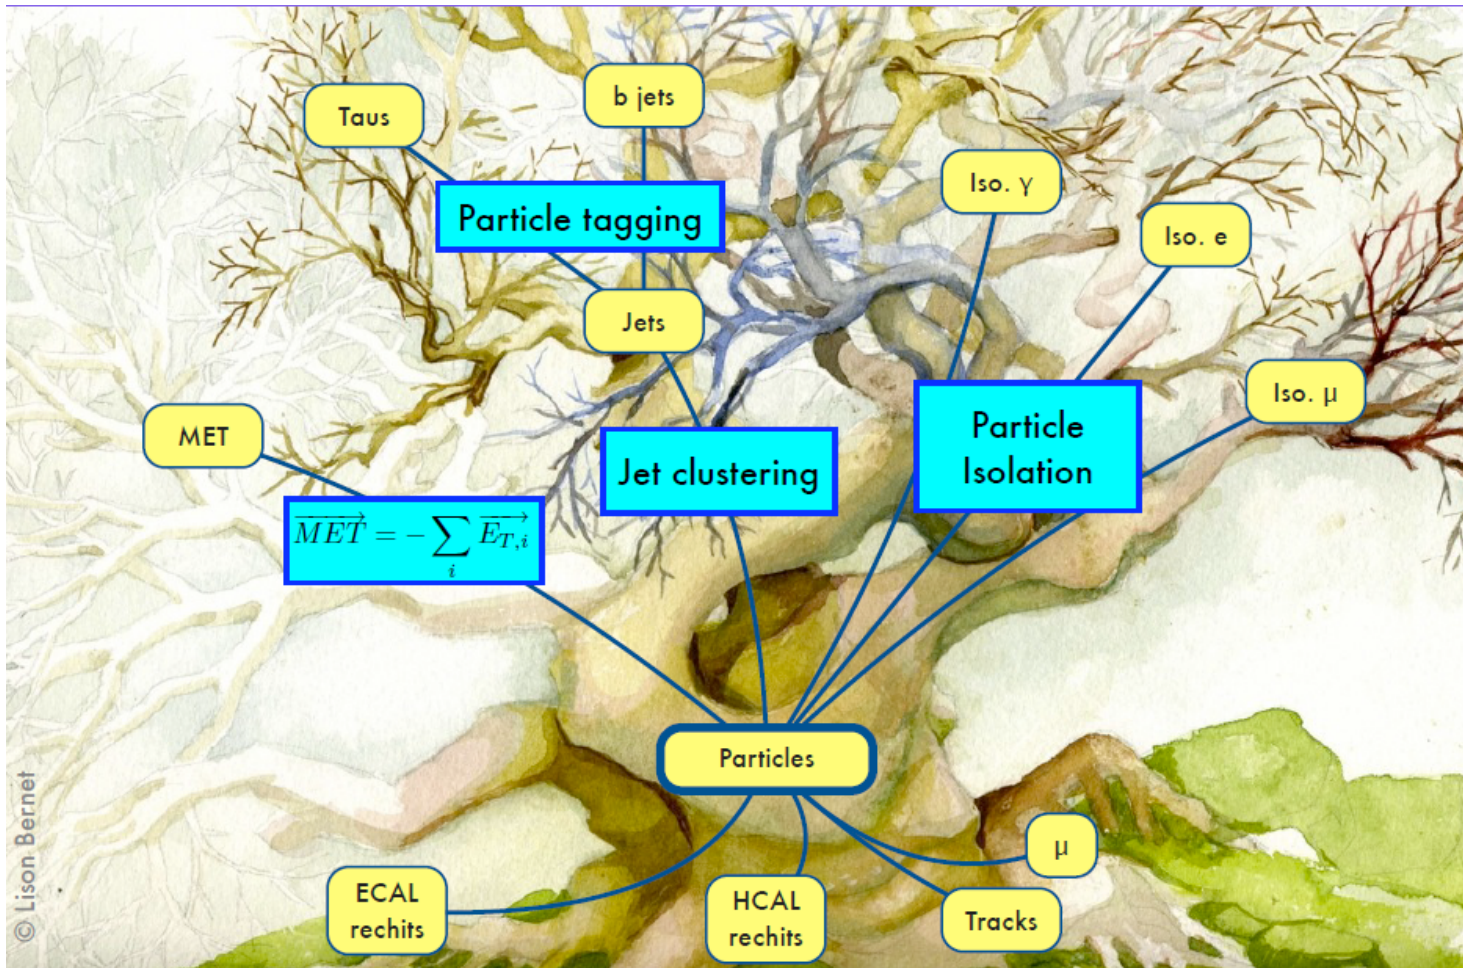 b jets
Taus
Iso. γ
Particle tagging
Iso. e
Jets
Iso. μ
Particle
Isolation
MET
Jet clustering
\overrightarrow{MET} = -\sum_{i} \overrightarrow{E_{T,i}}
Particles
μ
ECAL
rechits
HCAL
rechits
Tracks
© Lison Bernet